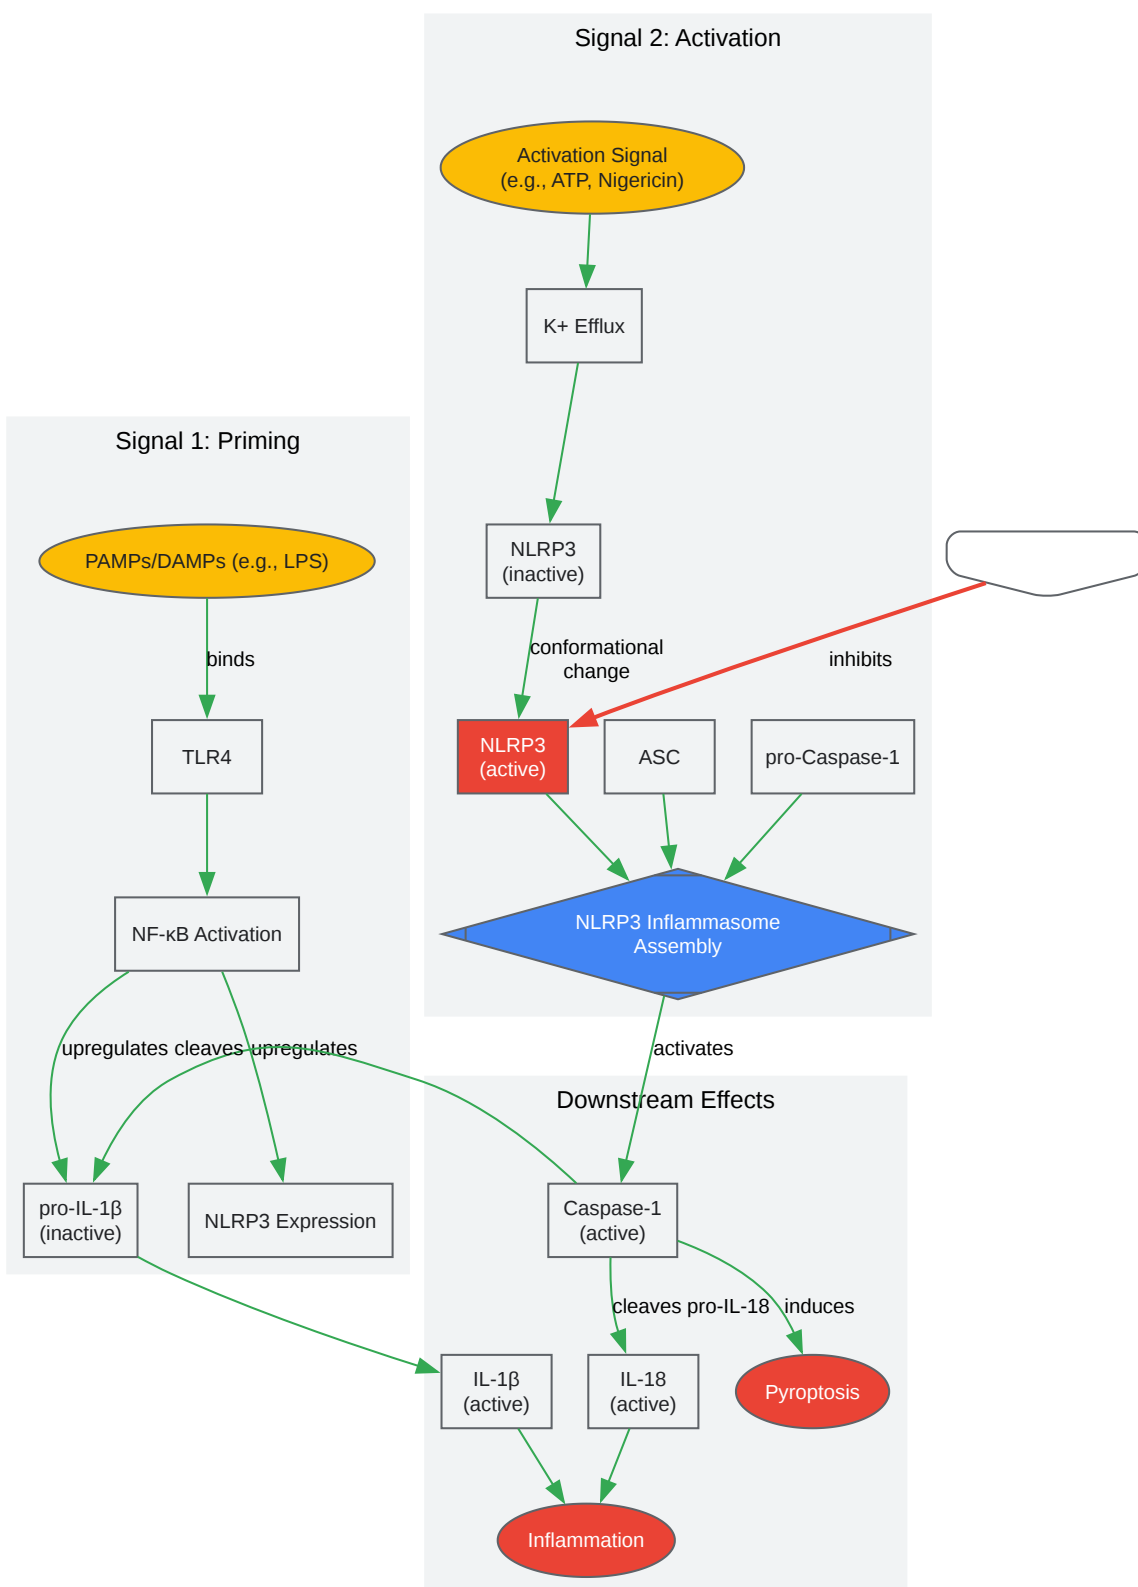 Signal 2: Activation
Activation Signal
(e.g., ATP, Nigericin)
K+ Efflux
Signal 1: Priming
PAMPs/DAMPs (e.g., LPS)
NLRP3
(inactive)
binds
conformational
change
inhibits
TLR4
NLRP3
(active)
ASC
pro-Caspase-1
NF-κB Activation
NLRP3 Inflammasome
Assembly
upregulates
cleaves
upregulates
activates
Downstream Effects
pro-IL-1β
(inactive)
NLRP3 Expression
Caspase-1
(active)
cleaves pro-IL-18
induces
IL-1β
(active)
IL-18
(active)
Pyroptosis
Inflammation